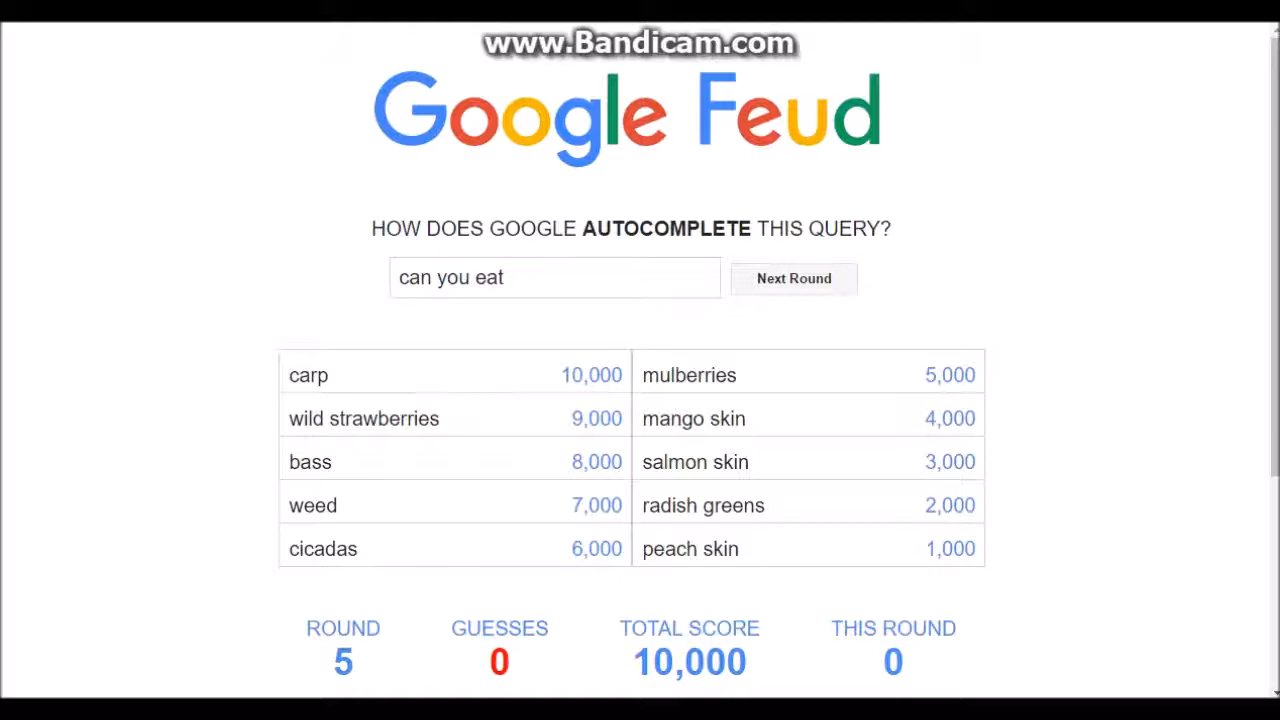 www.Bandicam.com
Google Feud
HOW DOES GOOGLE AUTOCOMPLETE THIS QUERY?
can you eat
Next Round
carp 10,000 mulberries 5,000
wild strawberries 9,000 mango skin 4,000
bass 8,000 salmon skin 3,000
weed 7,000 radish greens 2,000
cicadas 6,000 peach skin 1,000
ROUND GUESSES TOTAL SCORE THIS ROUND
5 0 10,000 0